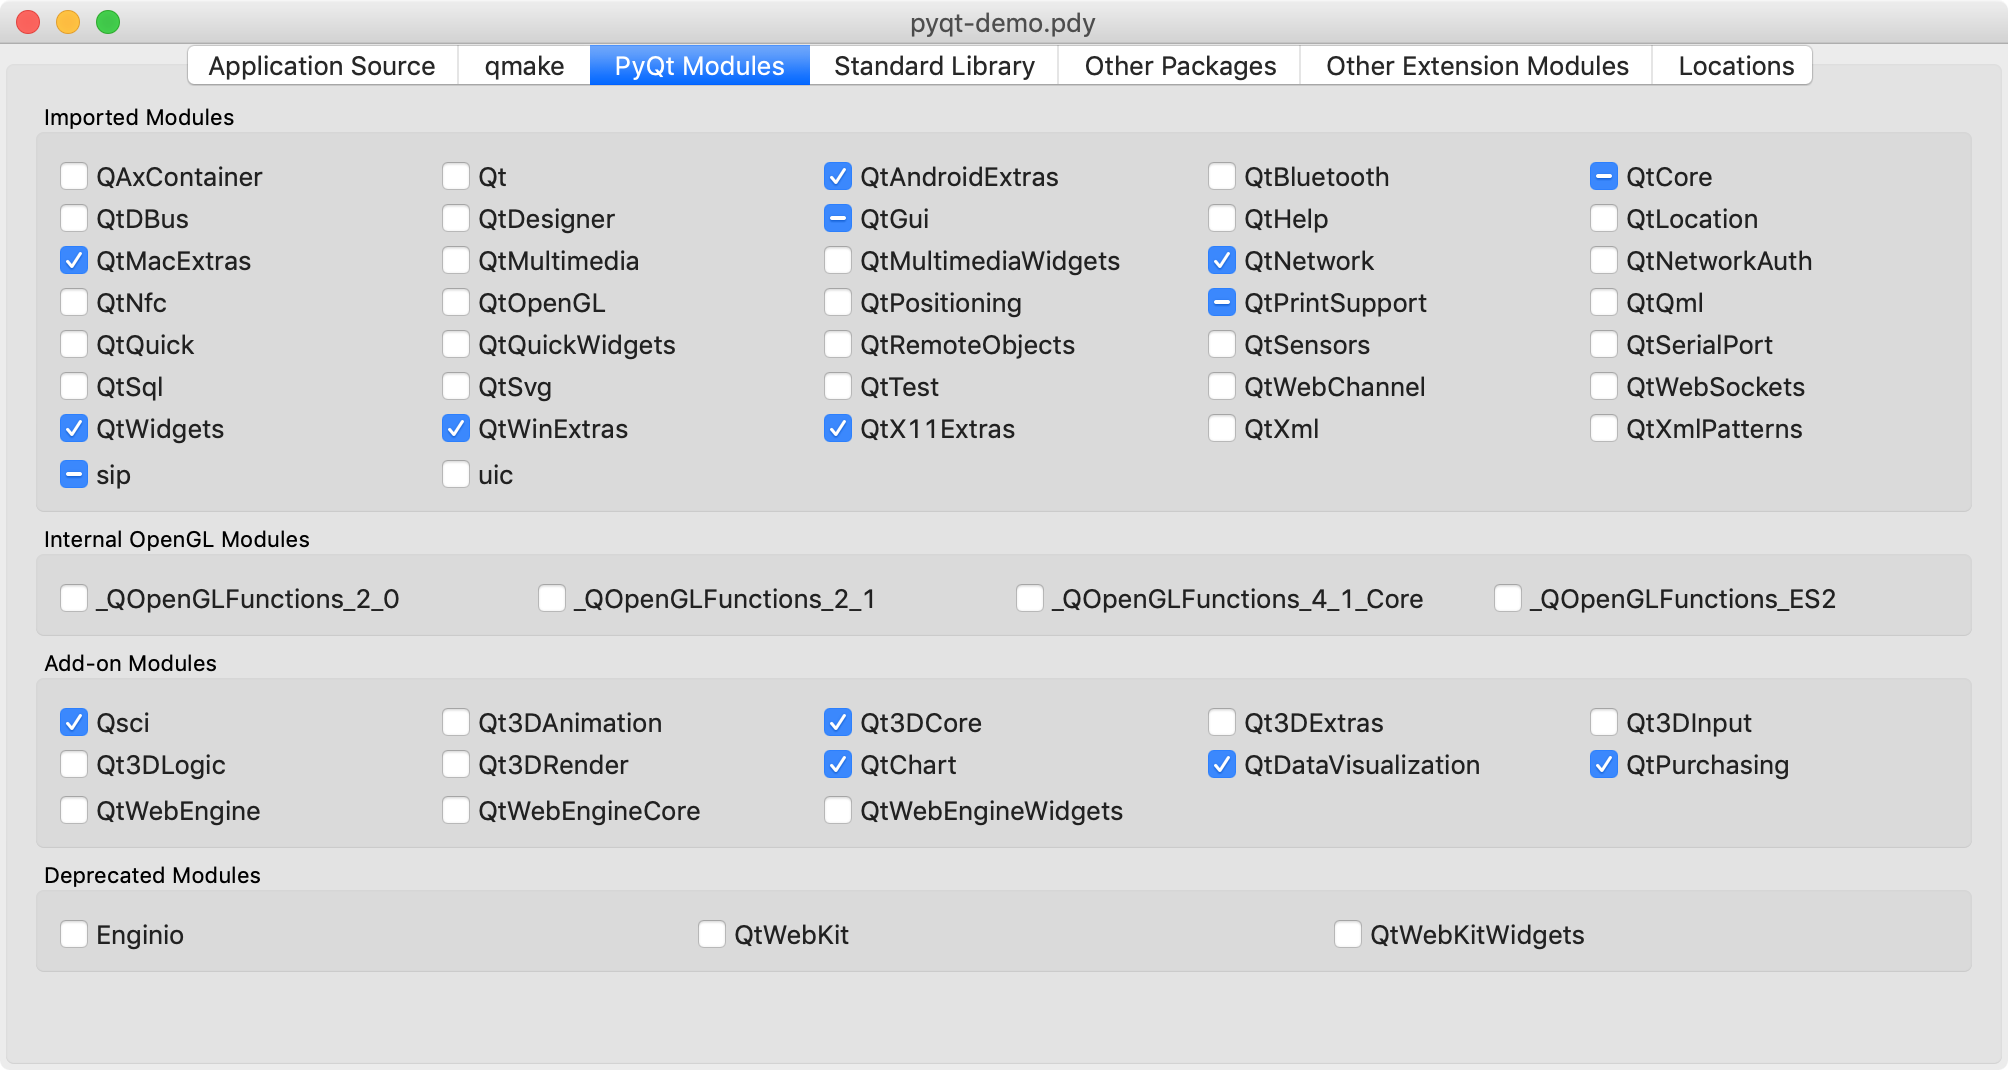 pyqt-demo.pdy
Application Source qmake PyQt Modules Standard Library Other Packages Other Extension Modules Locations
Imported Modules
QAxContainer Qt QtAndroidExtras QtBluetooth QtCore
QtDBus QtDesigner QtGui QtHelp QtLocation
QtMacExtras QtMultimedia QtMultimediaWidgets QtNetwork QtNetworkAuth
QtNfc QtOpenGL QtPositioning QtPrintSupport QtQml
QtQuick QtQuickWidgets QtRemoteObjects QtSensors QtSerialPort
QtSql QtSvg QtTest QtWebChannel QtWebSockets
QtWidgets QtWinExtras QtX11Extras QtXml QtXmlPatterns
sip uic
Internal OpenGL Modules
_QOpenGLFunctions_2_0 _QOpenGLFunctions_2_1 _QOpenGLFunctions_4_1_Core _QOpenGLFunctions_ES2
Add-on Modules
Qsci Qt3DAnimation Qt3DCore Qt3DExtras Qt3DInput
Qt3DLogic Qt3DRender QtChart QtDataVisualization QtPurchasing
QtWebEngine QtWebEngineCore QtWebEngineWidgets
Deprecated Modules
Enginio QtWebKit QtWebKitWidgets